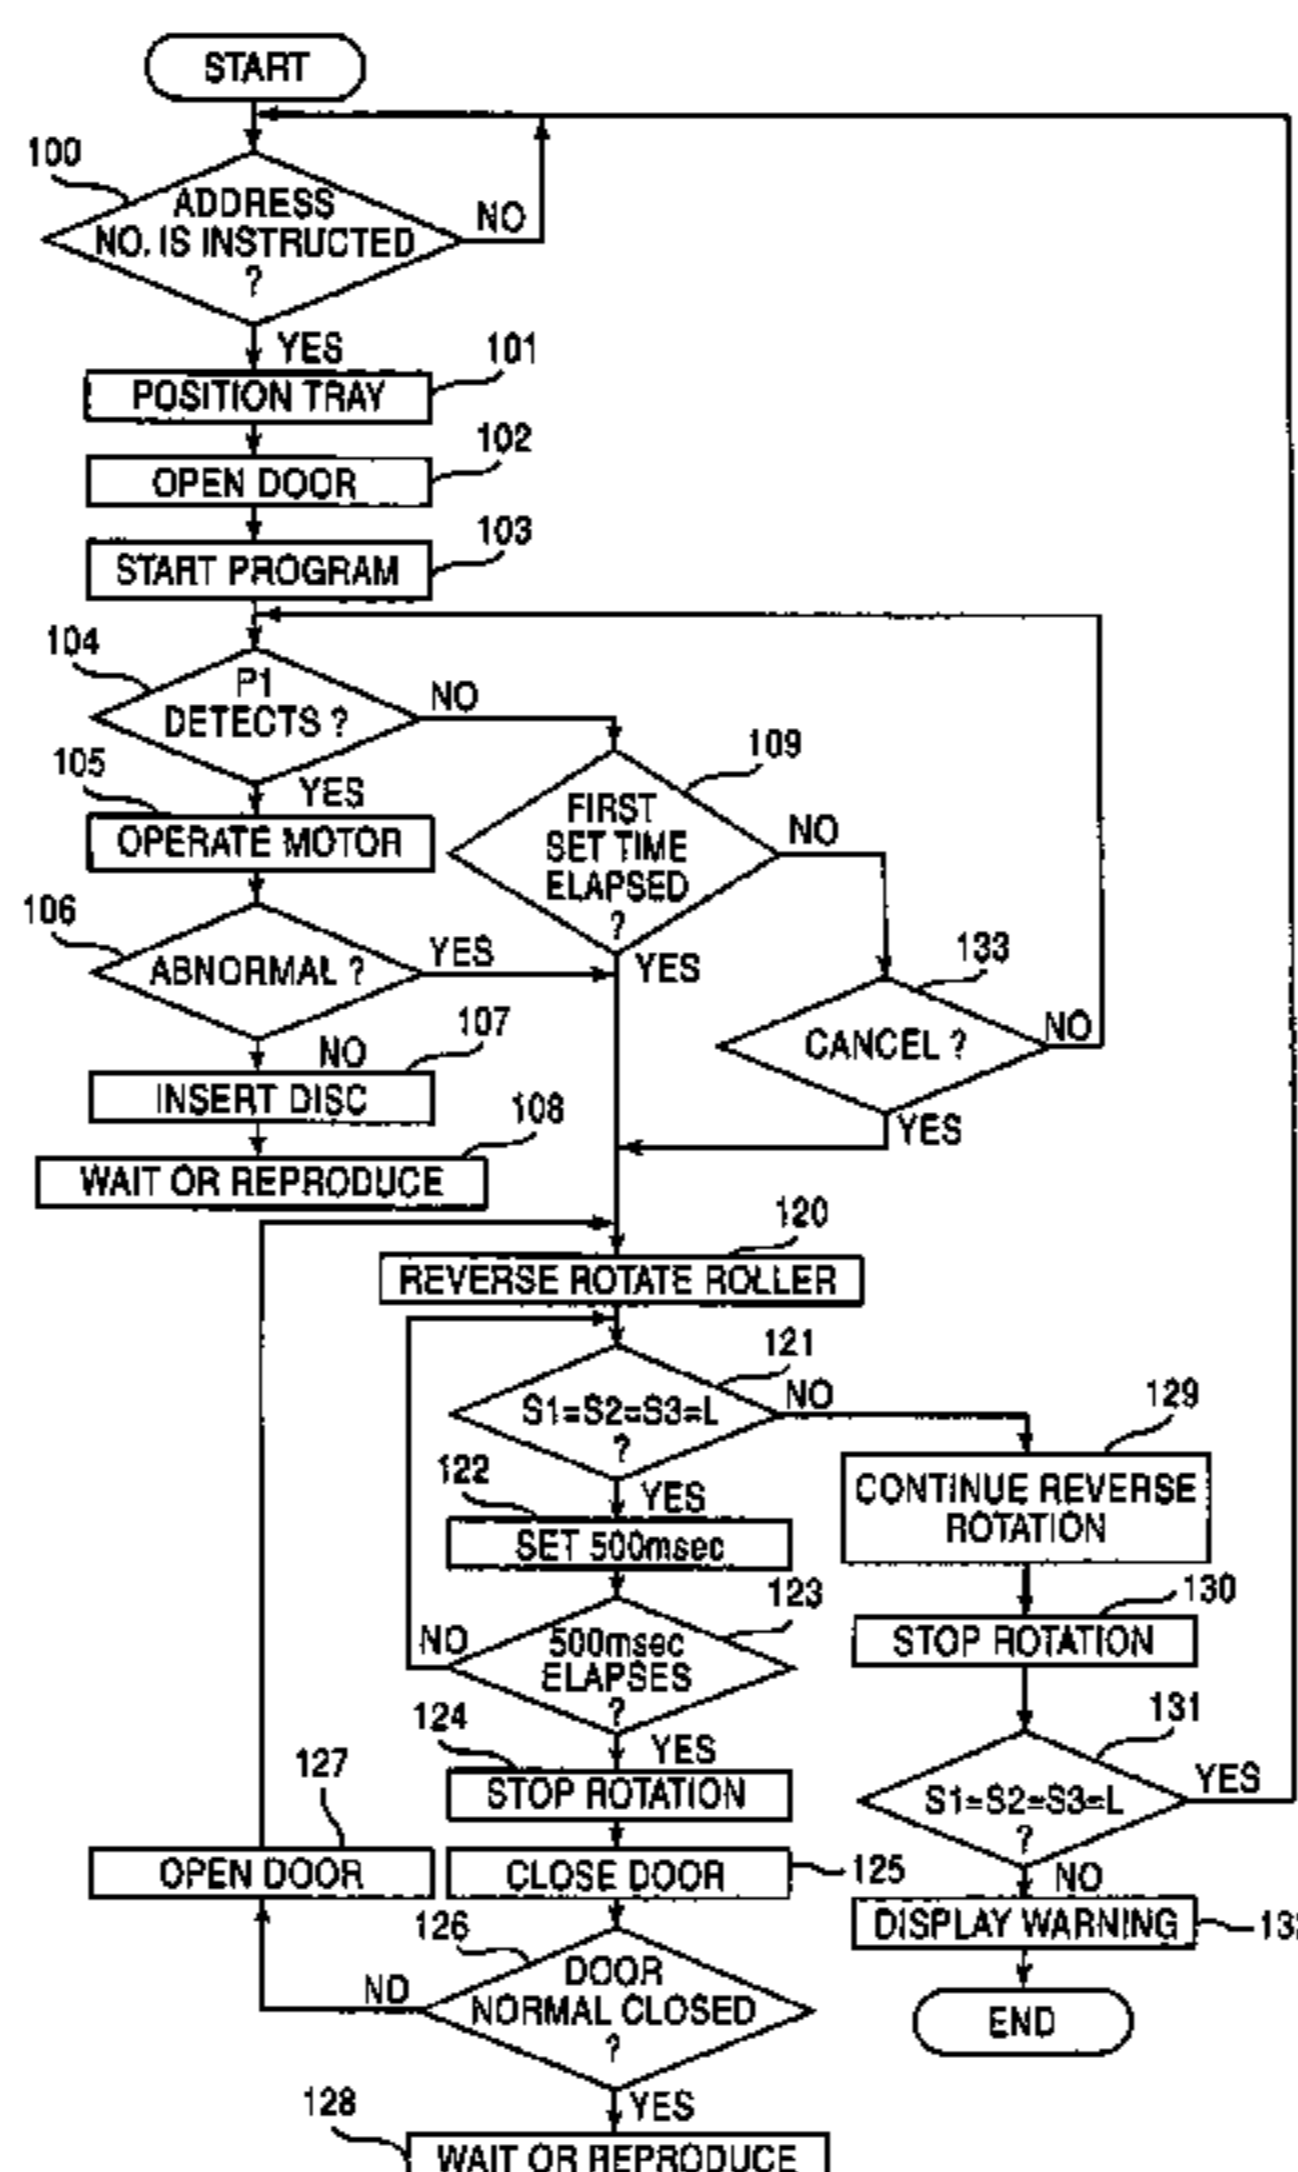 START
100
ADDRESS
NO. IS INSTRUCTED
?
NO
YES
101
POSITION TRAY
102
OPEN DOOR
103
START PROGRAM
104
P1
DETECTS ?
NO
YES
105
OPERATE MOTOR
109
FIRST
SET TIME
ELAPSED
?
NO
YES
106
ABNORMAL ?
YES
NO
133
CANCEL ?
NO
YES
107
INSERT DISC
108
WAIT OR REPRODUCE
120
REVERSE ROTATE ROLLER
121
S1=S2=S3=L
?
NO
YES
122
SET 500msec
123
500msec
ELAPSES
?
NO
YES
124
STOP ROTATION
125
CLOSE DOOR
126
DOOR
NORMAL CLOSED
?
NO
YES
127
OPEN DOOR
128
WAIT OR REPRODUCE
129
CONTINUE REVERSE
ROTATION
130
STOP ROTATION
131
S1=S2=S3=L
?
YES
NO
DISPLAY WARNING
END